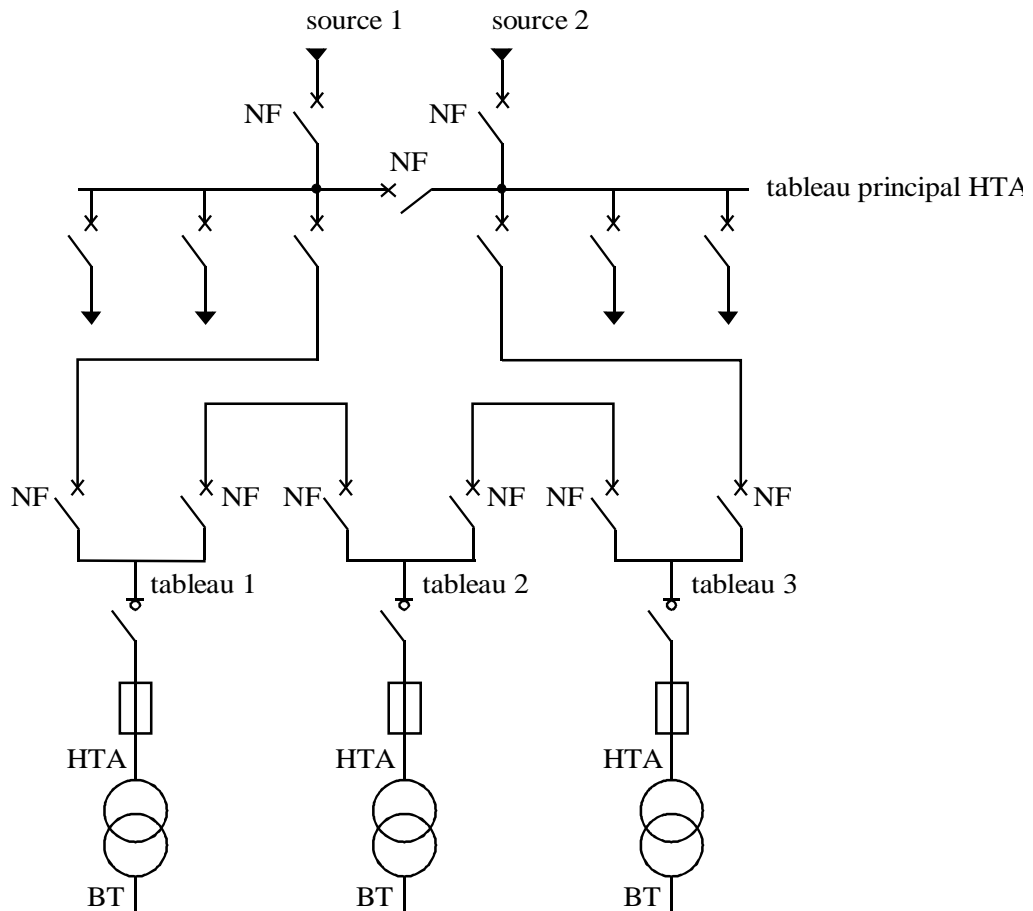 source 1 source 2
NF NF
NF
tableau principal HTA
NF NF NF NF NF NF
tableau 1 tableau 2 tableau 3
HTA HTA HTA
BT BT BT